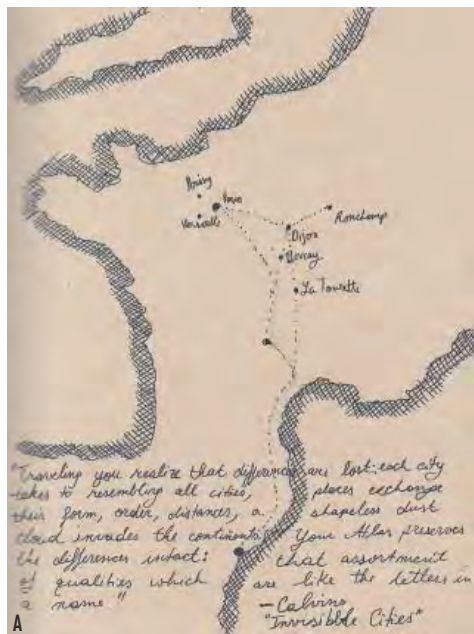 Poissy
Paris
Versailles
Ronchamp
Dijon
La Tourette
"Traveling you realize that differences are lost: each city
takes to resembling all cities, places exchange
their form, order, distances, a shapeless dust
cloud invades the continents. Your Atlas preserves
the differences intact: that assortment
of qualities which are like the letters in
a name"
— Calvino
"Invisible Cities"
A